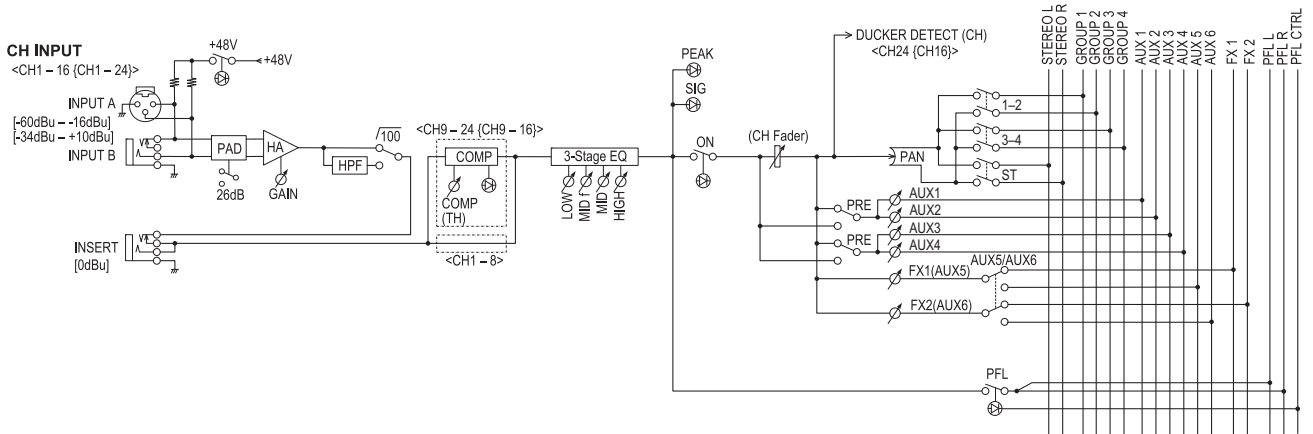 CH INPUT
<CH1 – 16 {CH1 – 24}>
+48V
+48V
INPUT A
[-60dBu – -16dBu]
[-34dBu – +10dBu]
INPUT B
PAD
26dB
HA
GAIN
/100
HPF
INSERT
[0dBu]
<CH9 – 24 {CH9 – 16}>
COMP
COMP
(TH)
<CH1 – 8>
3-Stage EQ
LOW
MID f
MID
HIGH
PEAK
SIG
ON
(CH Fader)
DUCKER DETECT (CH)
<CH24 {CH16}>
PAN
1–2
3–4
ST
PRE
AUX1
AUX2
PRE
AUX3
AUX4
FX1(AUX5)
AUX5/AUX6
FX2(AUX6)
PFL
STEREO L
STEREO R
GROUP 1
GROUP 2
GROUP 3
GROUP 4
AUX 1
AUX 2
AUX 3
AUX 4
AUX 5
AUX 6
FX 1
FX 2
PFL L
PFL R
PFL CTRL